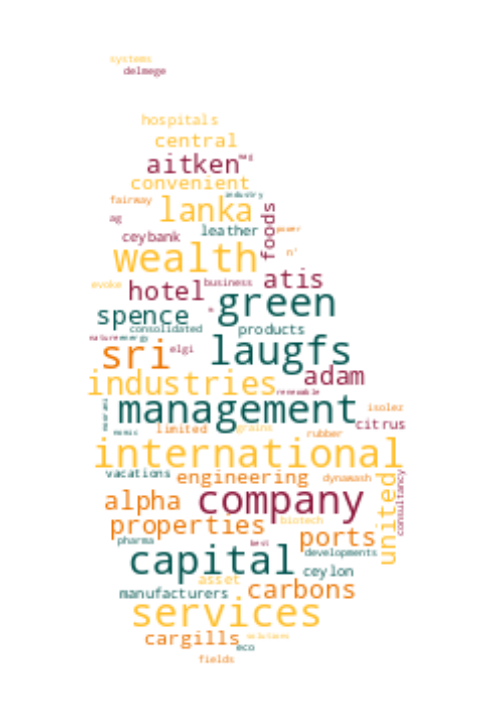 systems
delmege
hospitals
central
aitken
convenient
industry
fairway lanka foods
ag
ceybank leather power
wealth n'
evoke hotel business atis
spence green
consolidated products
nature energy
sri elgi laugfs
industries adam
renewable
management isolez
citrus
limited grains rubber
international
vacations engineering dynawash consultancy
alpha company united
properties biotech
pharma best ports
capital developments
asset ceylon
manufacturers carbons
services
cargills solutions
eco
fields